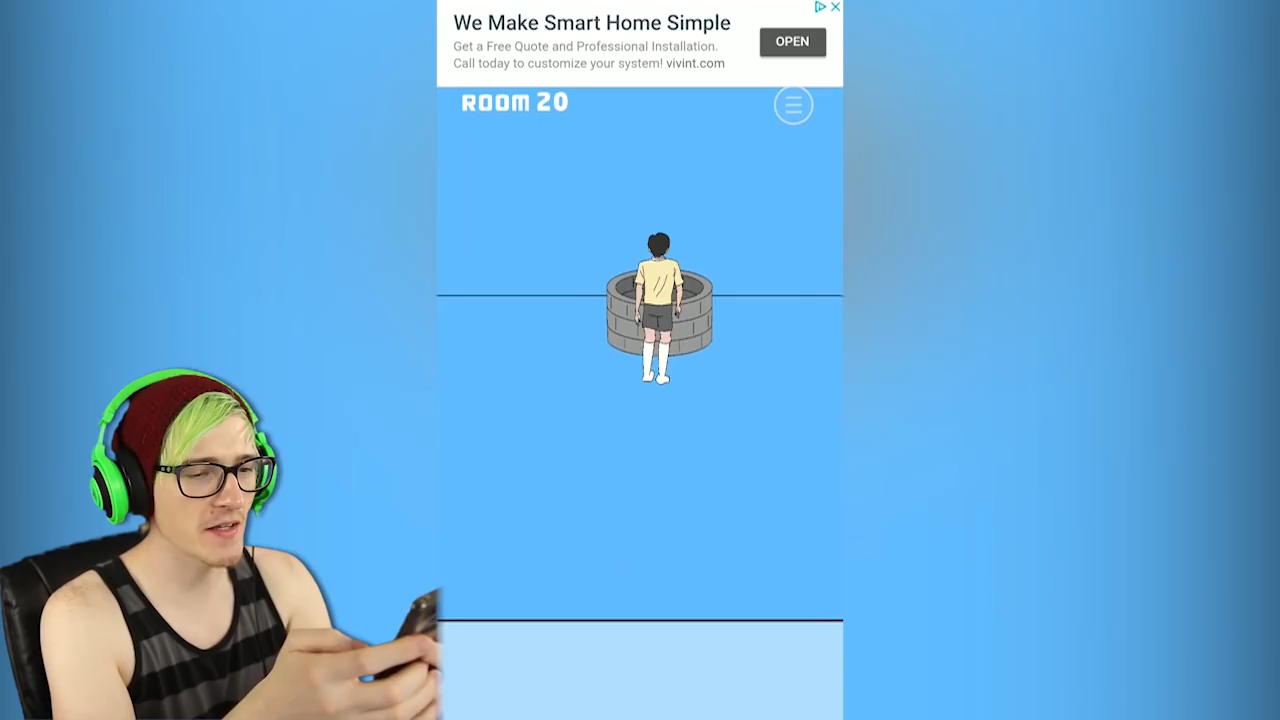 We Make Smart Home Simple
Get a Free Quote and Professional Installation.
Call today to customize your system! vivint.com
OPEN
ROOM 20